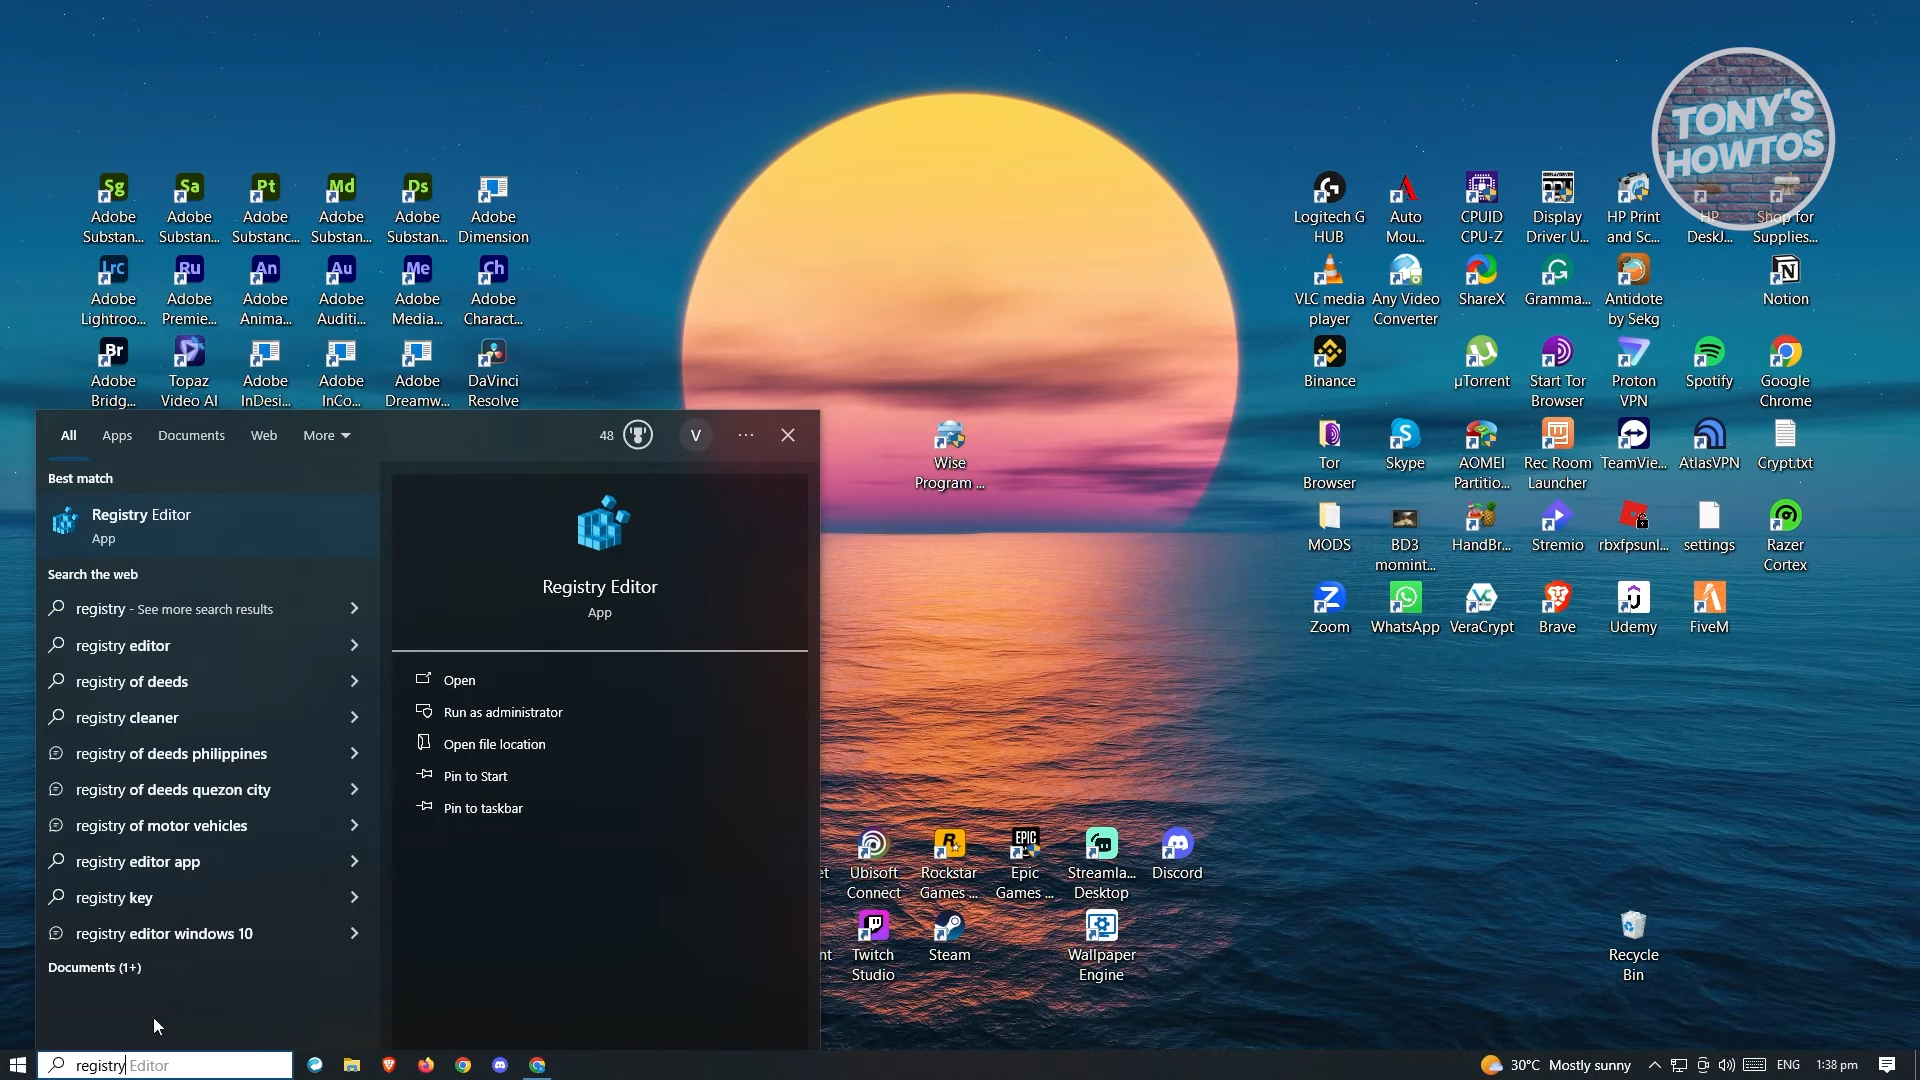 TONY'S
HOWTOS
Sg
Sa
Pt
Md
Ds
Adobe
Substan...
Adobe
Substan...
Adobe
Substanc...
Adobe
Substan...
Adobe
Substan...
Adobe
Dimension
Lrc
Ru
An
Au
Me
Ch
Adobe
Lightroo...
Adobe
Premie...
Adobe
Anima...
Adobe
Auditi...
Adobe
Media...
Adobe
Charact...
Br
Adobe
Bridg...
Topaz
Video AI
Adobe
InDesi...
Adobe
InCo...
Adobe
Dreamw...
DaVinci
Resolve
Logitech G
HUB
Auto
Mou...
CPUID
CPU-Z
Display
Driver U...
HP Print
and Sc...
HP
DeskJ...
Shop for
Supplies...
VLC media
player
Any Video
Converter
ShareX
Gramma...
Antidote
by Sekg
Notion
Binance
µTorrent
Start Tor
Browser
Proton
VPN
Spotify
Google
Chrome
Tor
Browser
Skype
AOMEI
Partitio...
Rec Room
Launcher
TeamVie...
AtlasVPN
Crypt.txt
MODS
BD3
momint...
HandBr...
Stremio
rbxfpsunl...
settings
Razer
Cortex
Zoom
WhatsApp
VeraCrypt
Brave
Udemy
FiveM
Wise
Program ...
All
Apps
Documents
Web
More
48
V
...
Best match
Registry Editor
App
Search the web
registry - See more search results
registry editor
registry of deeds
registry cleaner
registry of deeds philippines
registry of deeds quezon city
registry of motor vehicles
registry editor app
registry key
registry editor windows 10
Documents (1+)
Registry Editor
App
Open
Run as administrator
Open file location
Pin to Start
Pin to taskbar
et
Ubisoft
Connect
Rockstar
Games ...
EPIC
GAMES
Epic
Games ...
Streamla...
Desktop
Discord
nt
Twitch
Studio
Steam
Wallpaper
Engine
Recycle
Bin
registry Editor
30°C Mostly sunny
ENG
1:38 pm